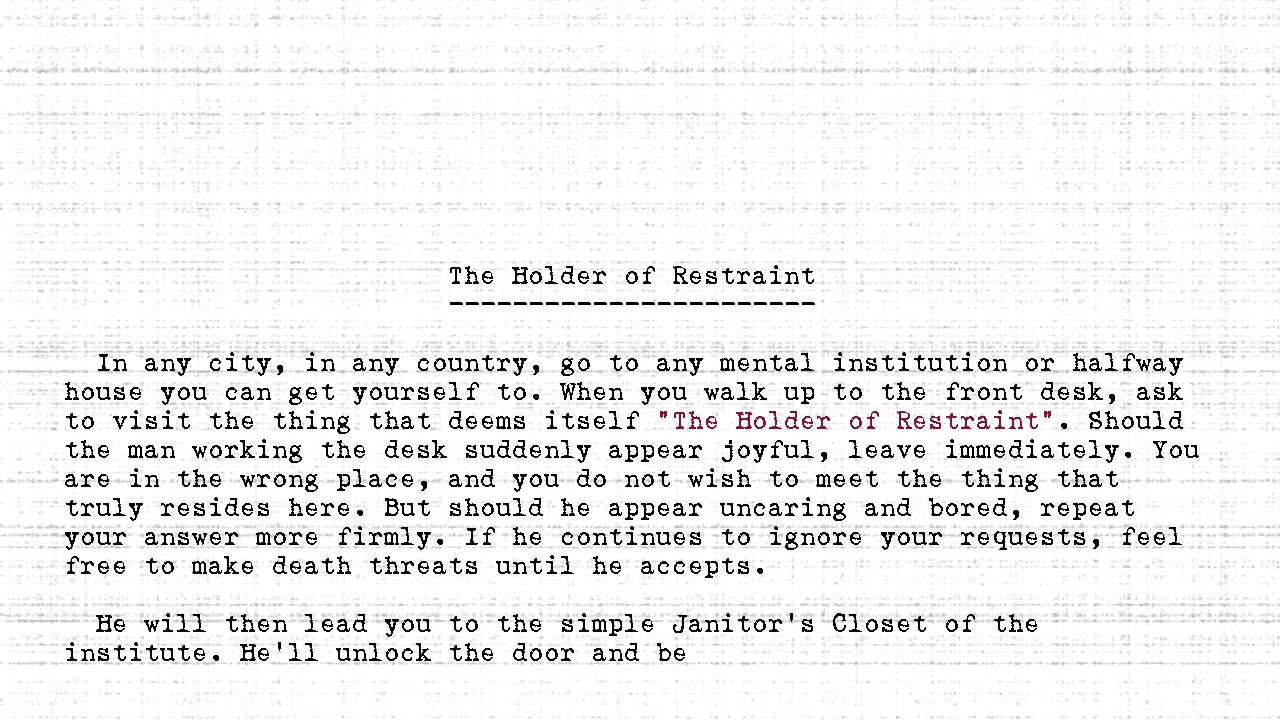 The Holder of Restraint
-----------------------
In any city, in any country, go to any mental institution or halfway
house you can get yourself to. When you walk up to the front desk, ask
to visit the thing that deems itself "The Holder of Restraint". Should
the man working the desk suddenly appear joyful, leave immediately. You
are in the wrong place, and you do not wish to meet the thing that
truly resides here. But should he appear uncaring and bored, repeat
your answer more firmly. If he continues to ignore your requests, feel
free to make death threats until he accepts.
He will then lead you to the simple Janitor's Closet of the
institute. He'll unlock the door and be